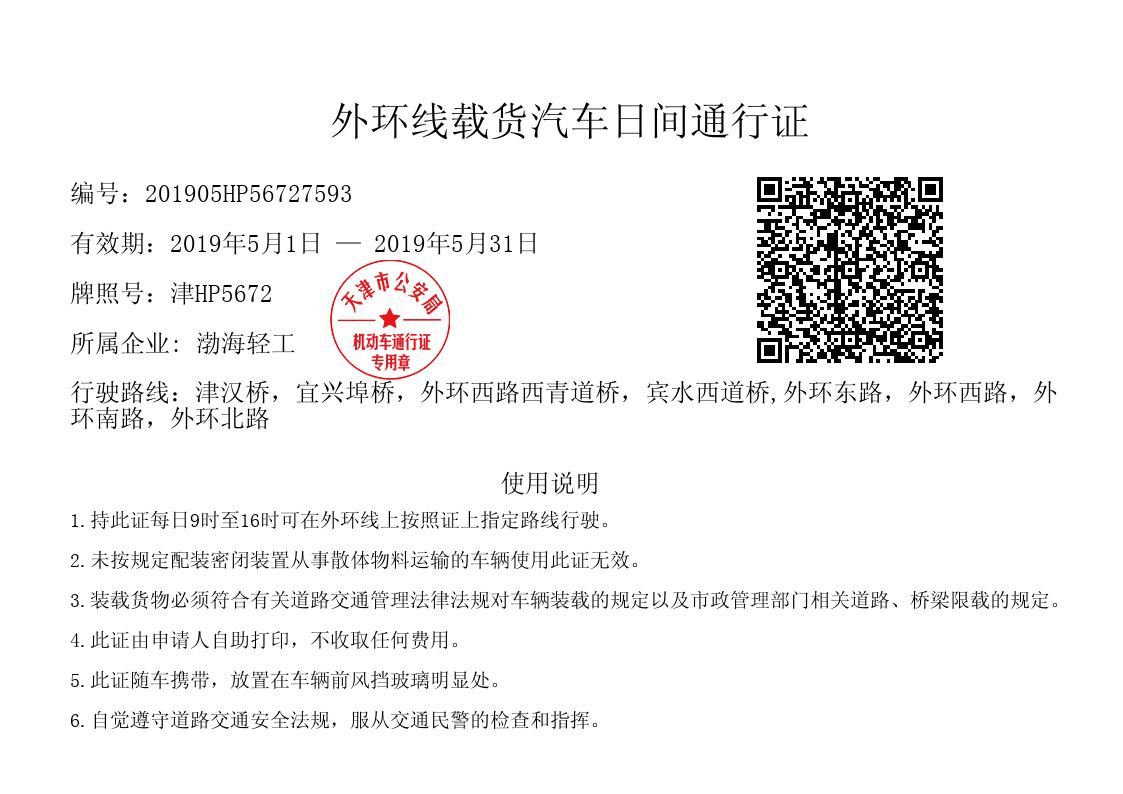 外环线载货汽车日间通行证
编号：201905HP56727593
有效期：2019年5月1日 — 2019年5月31日
牌照号：津HP5672
天津市公安局
机动车通行证
专用章
所属企业: 渤海轻工
行驶路线：津汉桥，宜兴埠桥，外环西路西青道桥，宾水西道桥,外环东路，外环西路，外
环南路，外环北路
使用说明
1.持此证每日9时至16时可在外环线上按照证上指定路线行驶。
2.未按规定配装密闭装置从事散体物料运输的车辆使用此证无效。
3.装载货物必须符合有关道路交通管理法律法规对车辆装载的规定以及市政管理部门相关道路、桥梁限载的规定。
4.此证由申请人自助打印，不收取任何费用。
5.此证随车携带，放置在车辆前风挡玻璃明显处。
6.自觉遵守道路交通安全法规，服从交通民警的检查和指挥。